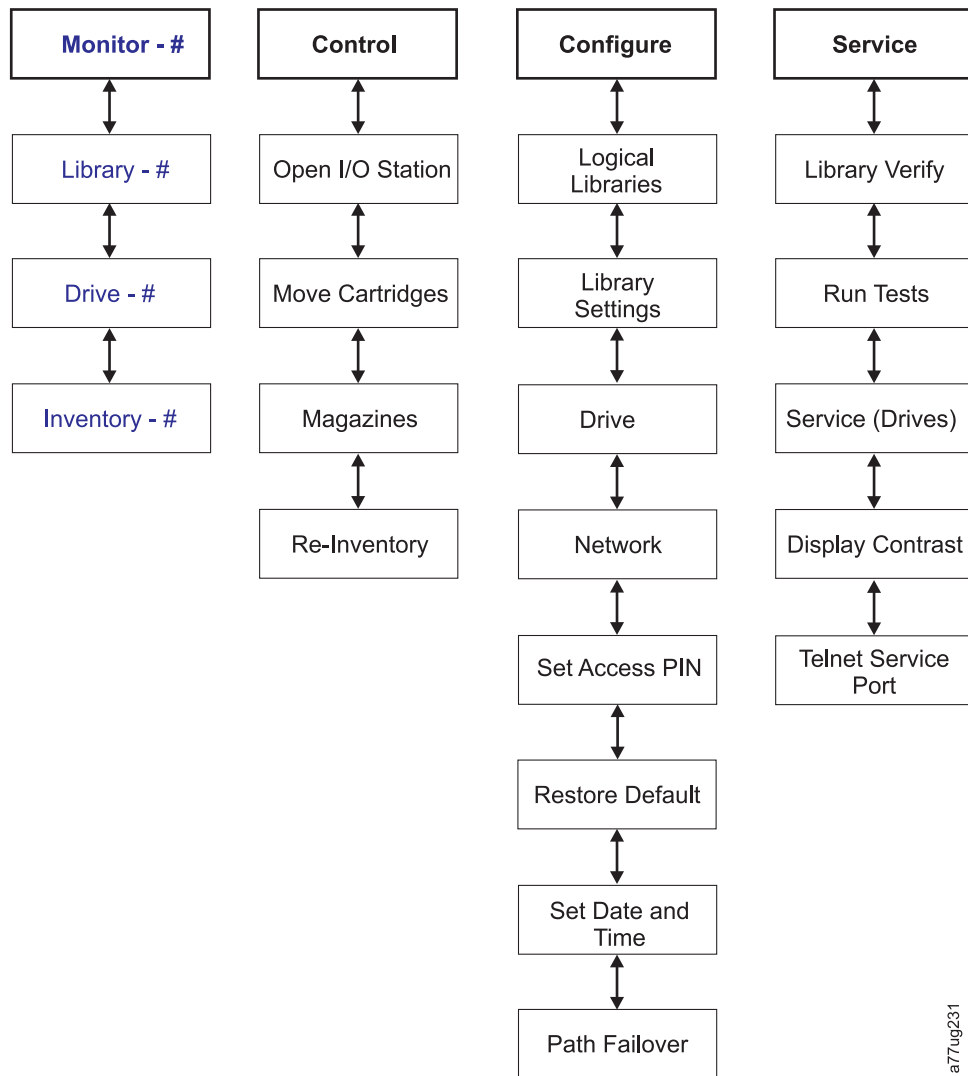 Monitor - #
Library - #
Drive - #
Inventory - #
Control
Open I/O Station
Move Cartridges
Magazines
Re-Inventory
Configure
Logical
Libraries
Library
Settings
Drive
Network
Set Access PIN
Restore Default
Set Date and
Time
Path Failover
Service
Library Verify
Run Tests
Service (Drives)
Display Contrast
Telnet Service
Port
a77ug231